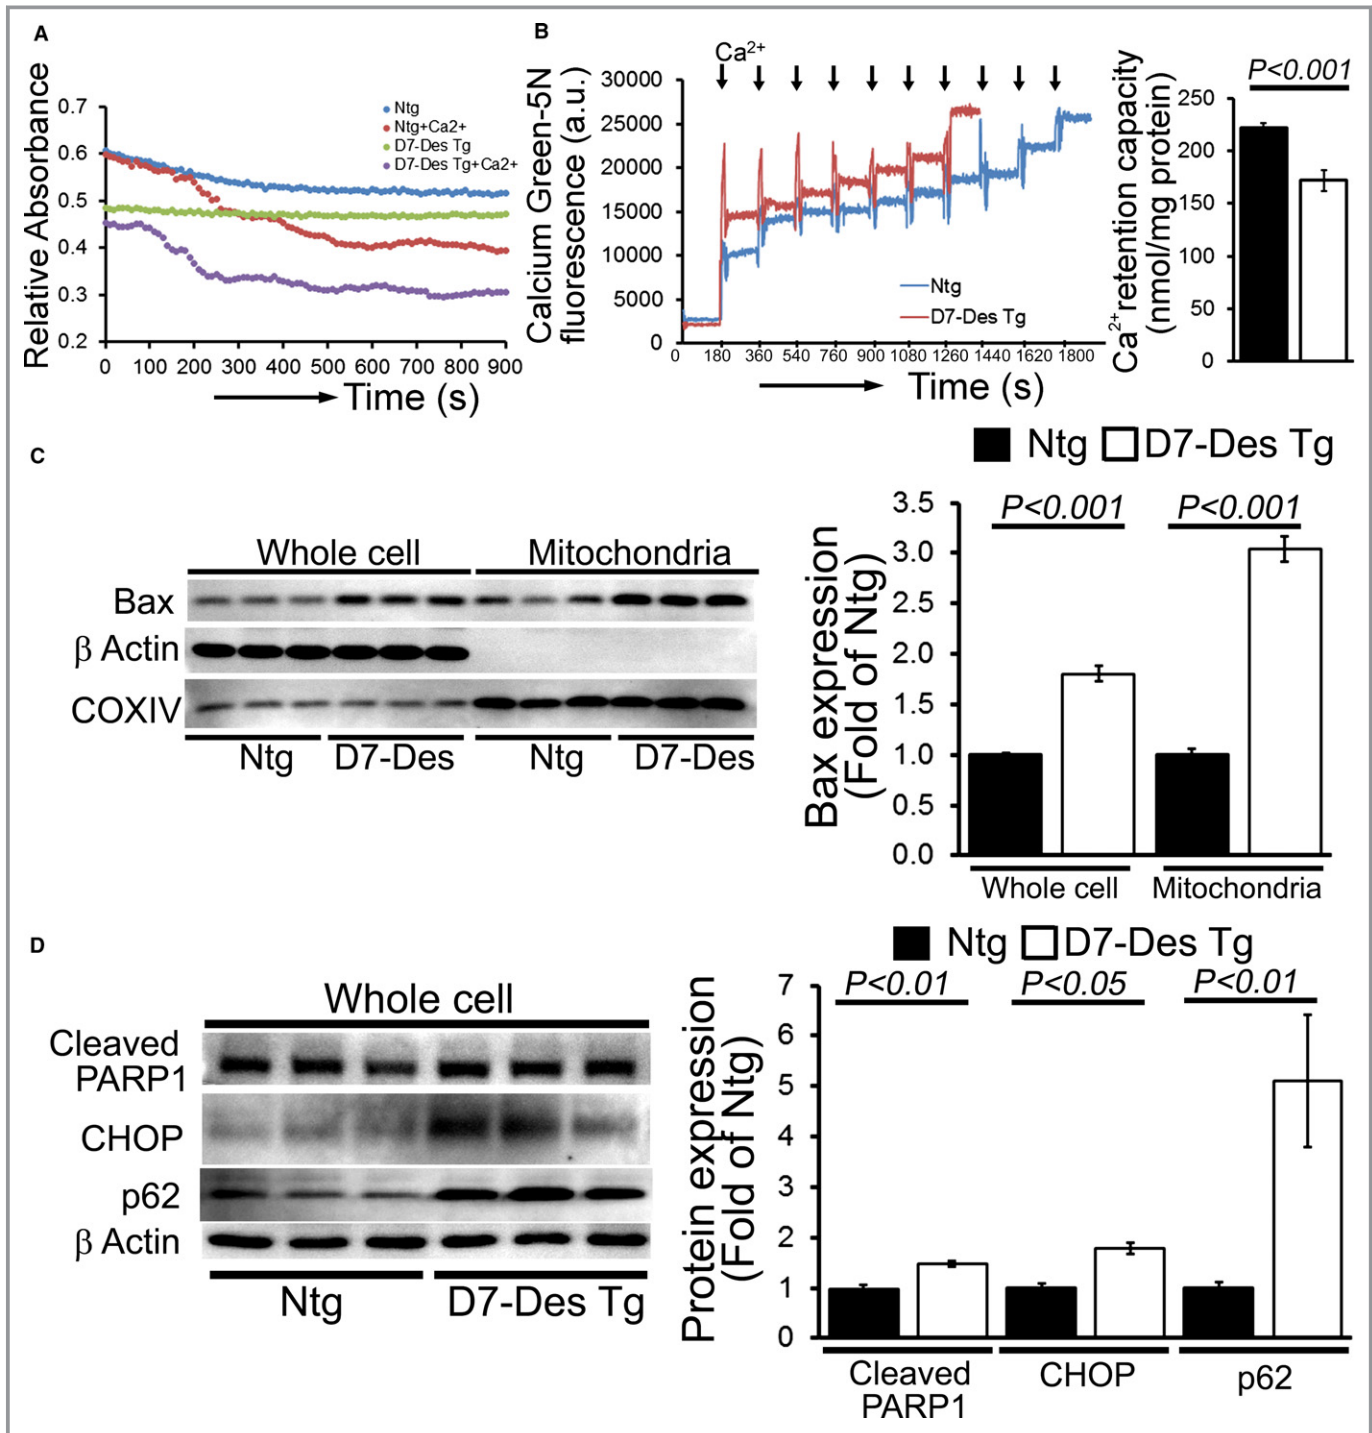 A
Relative Absorbance
0.7
0.6
0.5
0.4
0.3
0.2
0 100 200 300 400 500 600 700 800 900
Time (s)
Ntg
Ntg+Ca2+
D7-Des Tg
D7-Des Tg+Ca2+
B
Calcium Green-5N
fluorescence (a.u.)
Ca²⁺
30000
25000
20000
15000
10000
5000
0
0 180 360 540 760 900 1080 1260 1440 1620 1800
Time (s)
Ntg
D7-Des Tg
Ca²⁺retention capacity
(nmol/mg protein)
P<0.001
250
200
150
100
50
0
Ntg D7-Des Tg
C
Whole cell Mitochondria
Bax
β Actin
COXIV
Ntg D7-Des Ntg D7-Des
Bax expression
(Fold of Ntg)
3.5
3.0
2.5
2.0
1.5
1.0
0.5
0.0
P<0.001 P<0.001
Whole cell Mitochondria
D
Whole cell
Cleaved
PARP1
CHOP
p62
β Actin
Ntg D7-Des Tg
Ntg D7-Des Tg
Protein expression
(Fold of Ntg)
7
6
5
4
3
2
1
0
P<0.01 P<0.05 P<0.01
Cleaved
PARP1
CHOP
p62